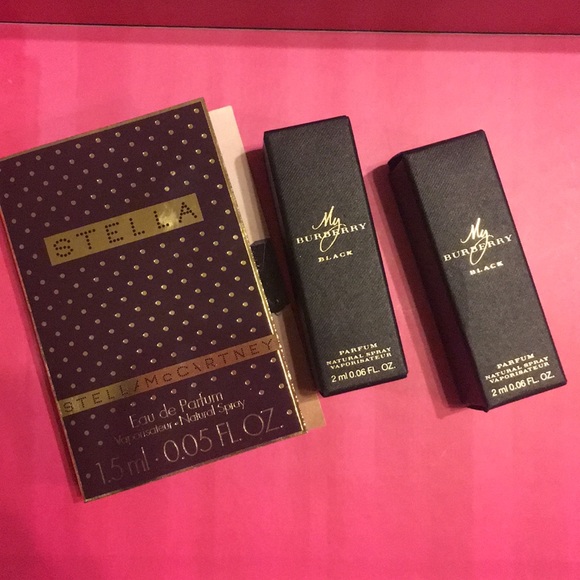 STELLA
STELLA McCARTNEY
Eau de Parfum
Vaporisateur - Natural Spray
1.5 ml - 0.05 FL. OZ.
My
BURBERRY
BLACK
PARFUM
NATURAL SPRAY
VAPORISATEUR
2 ml 0.06 FL. OZ.
My
BURBERRY
BLACK
PARFUM
NATURAL SPRAY
VAPORISATEUR
2 ml 0.06 FL. OZ.